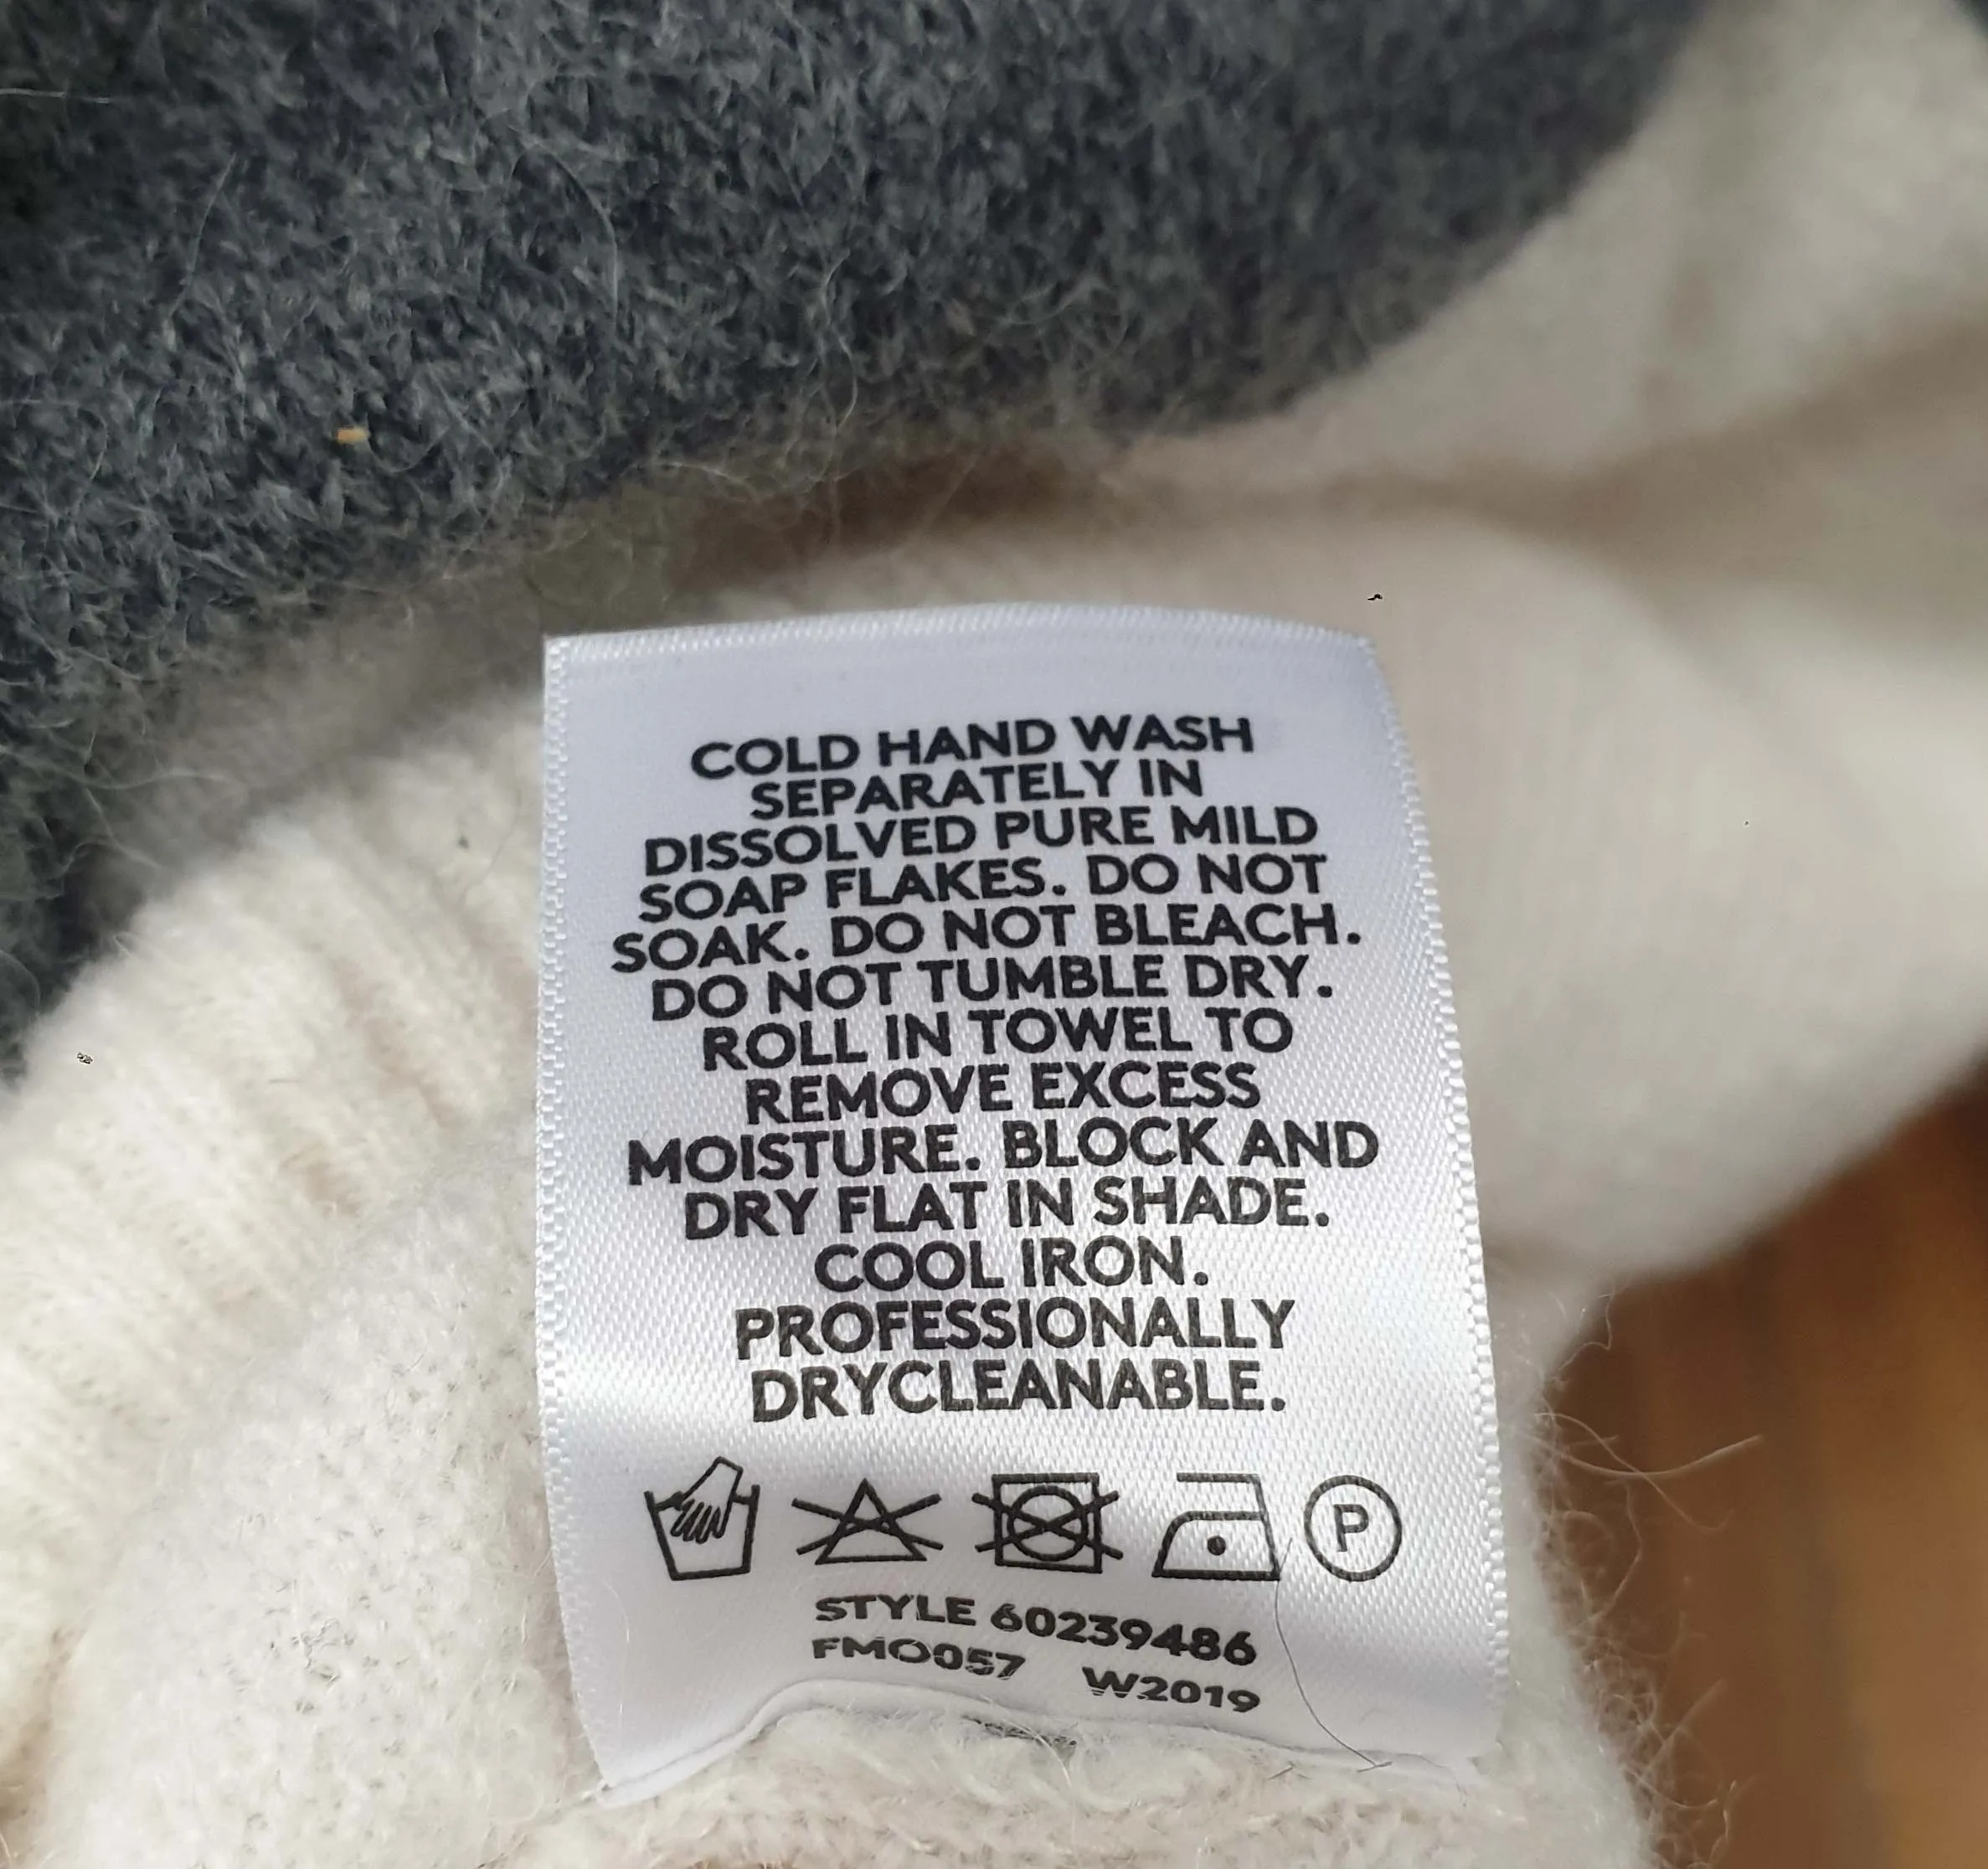 COLD HAND WASH
SEPARATELY IN
DISSOLVED PURE MILD
SOAP FLAKES. DO NOT
SOAK. DO NOT BLEACH.
DO NOT TUMBLE DRY.
ROLL IN TOWEL TO
REMOVE EXCESS
MOISTURE. BLOCK AND
DRY FLAT IN SHADE.
COOL IRON.
PROFESSIONALLY
DRYCLEANABLE.
P
STYLE 60239486
FMO057 W2019